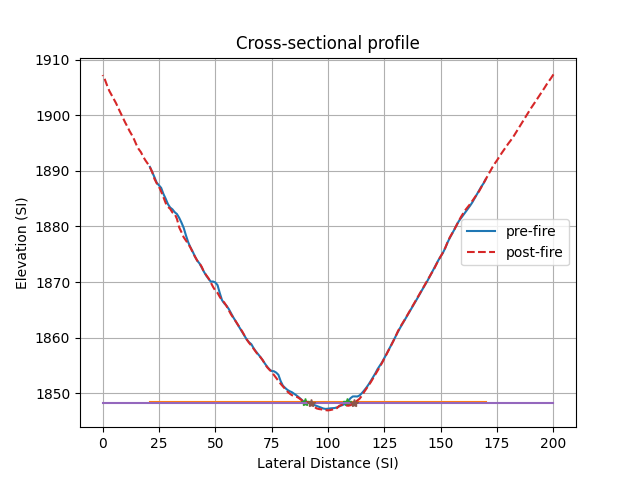 Cross-sectional profile
1910
1900
1890
1880
1870
1860
1850
Elevation (SI)
pre-fire
post-fire
0 25 50 75 100 125 150 175 200
Lateral Distance (SI)